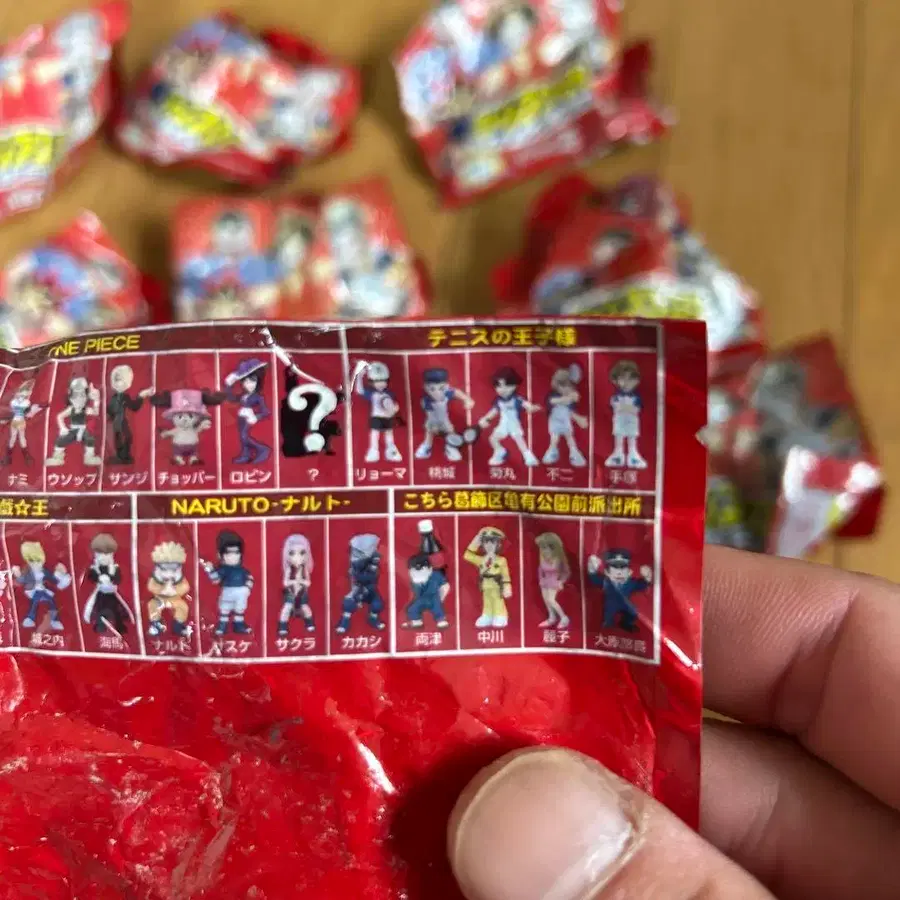 ONE PIECE
テニスの王子様
ナミ ウソップ サンジ チョッパー ロビン ? リョーマ 桃城 菊丸 不二 手塚
戯☆王 NARUTO-ナルト- こちら葛飾区亀有公園前派出所
城之内 海馬 ナルト サスケ サクラ カカシ 両津 中川 麗子 大原部長